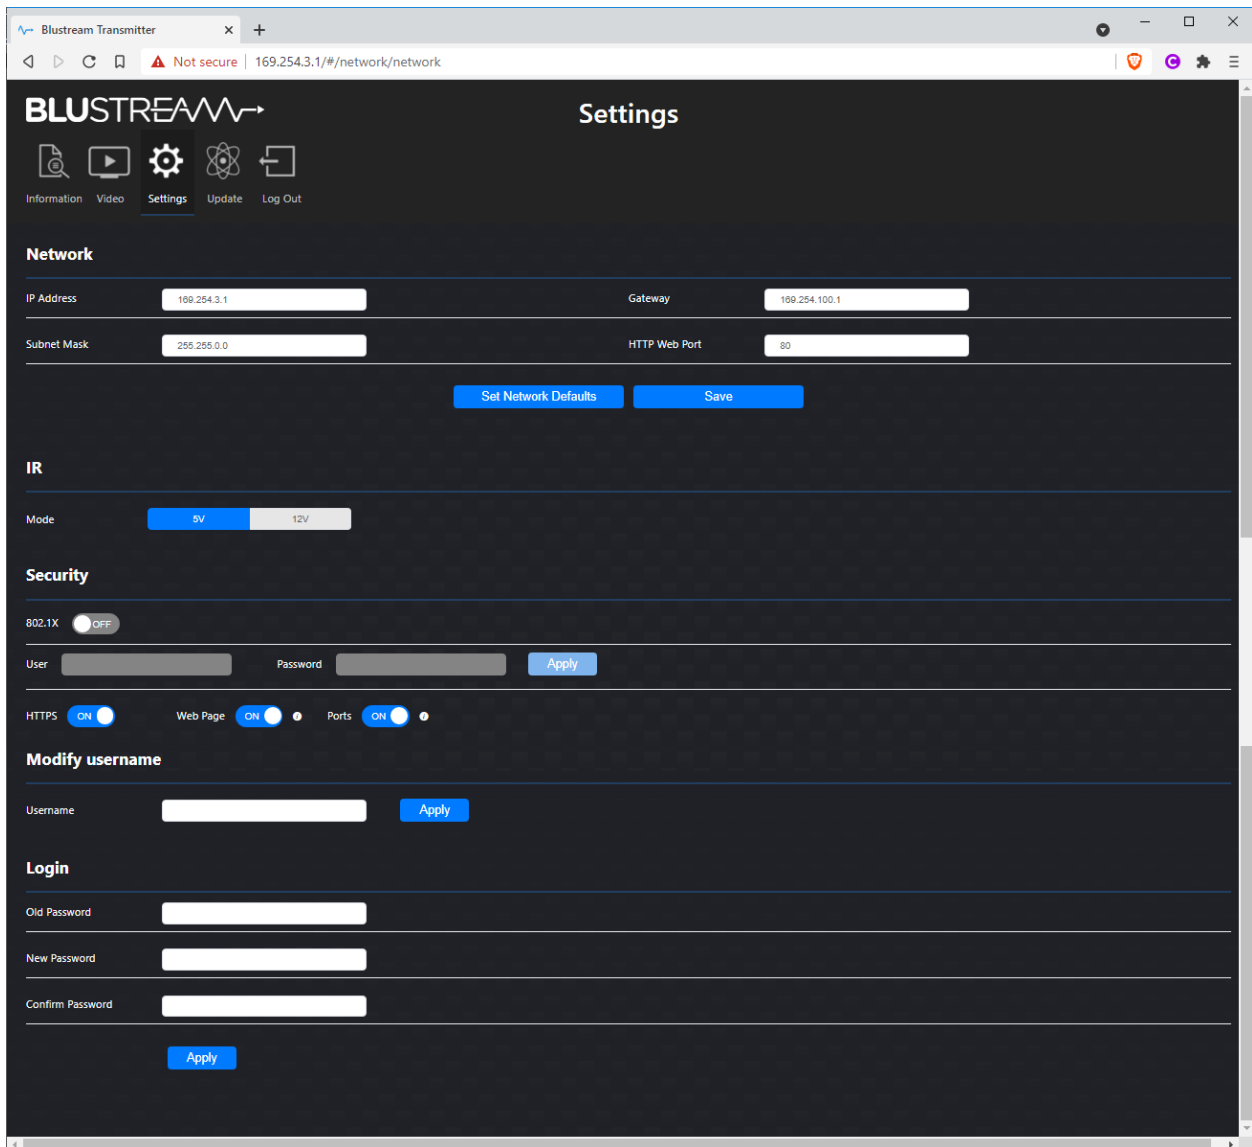 Blustream Transmitter
Not secure 169.254.3.1/#/network/network
BLUSTREAM
Settings
Information Video Settings Update Log Out
Network
IP Address 169.254.3.1 Gateway 169.254.100.1
Subnet Mask 255.255.0.0 HTTP Web Port 80
Set Network Defaults Save
IR
Mode 5V 12V
Security
802.1X OFF
User Password Apply
HTTPS ON Web Page ON i Ports ON i
Modify username
Username Apply
Login
Old Password
New Password
Confirm Password
Apply